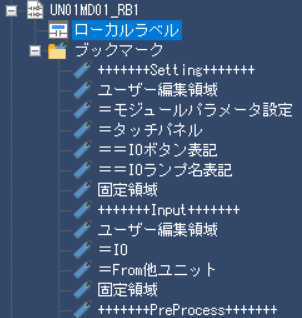 UN01MD01_RB1
ローカルラベル
ブックマーク
+++++++Setting+++++++
ユーザー編集領域
＝モジュールパラメータ設定
＝タッチパネル
＝＝IOボタン表記
＝＝IOランプ名表記
固定領域
+++++++Input+++++++
ユーザー編集領域
＝IO
＝From他ユニット
固定領域
+++++++PreProcess+++++++